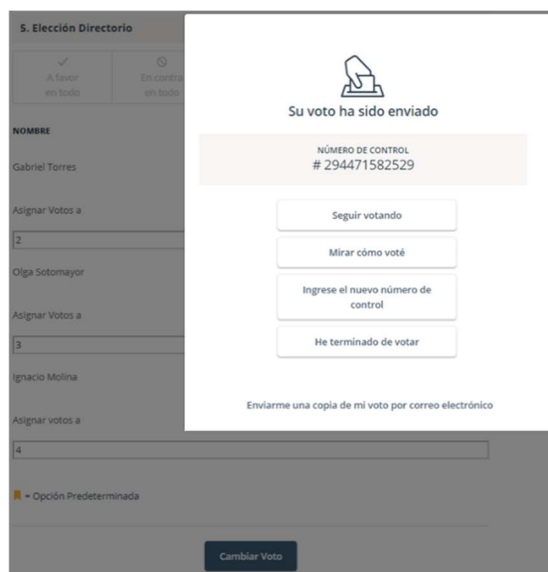 5. Elección Directorio
A favor
en todo
En contra
en todo
NOMBRE
Gabriel Torres
Asignar Votos a
2
Olga Sotomayor
Asignar Votos a
3
Ignacio Molina
Asignar votos a
4
= Opción Predeterminada
Cambiar Voto
Su voto ha sido enviado
NÚMERO DE CONTROL
# 294471582529
Seguir votando
Mirar cómo voté
Ingrese el nuevo número de
control
He terminado de votar
Enviarme una copia de mi voto por correo electrónico